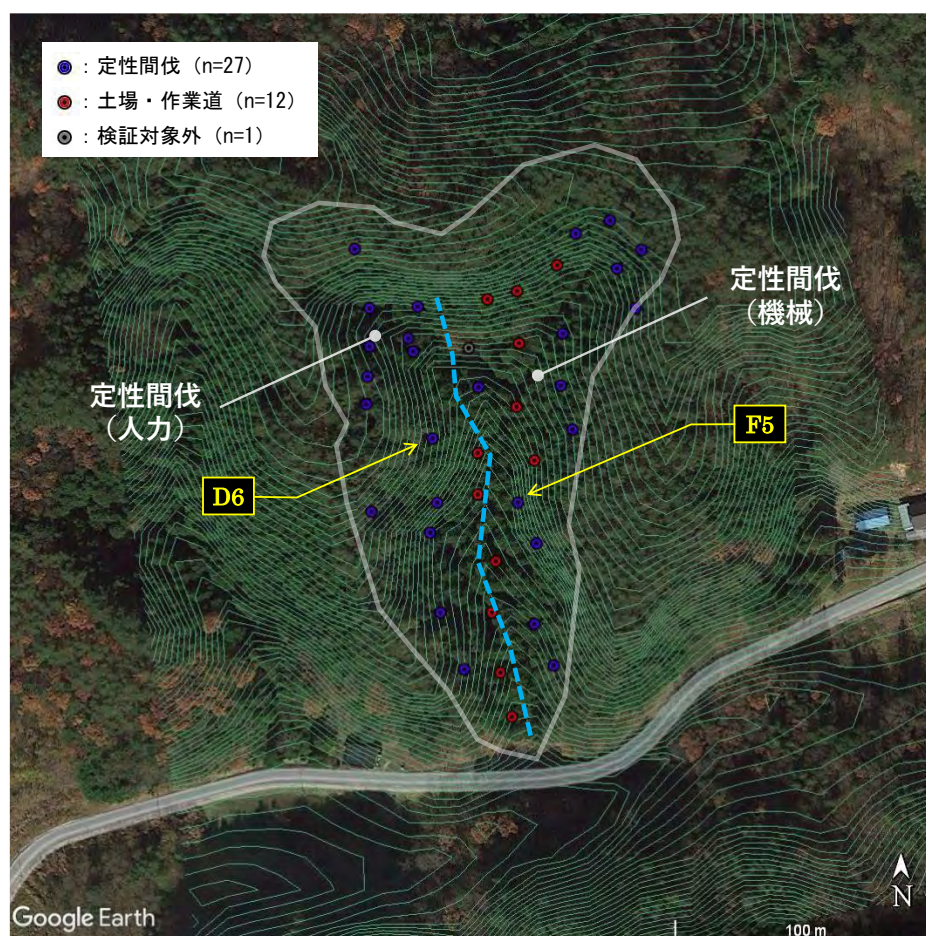 ：定性間伐（n=27）
：土場・作業道（n=12）
：検証対象外（n=1）
定性間伐
（機械）
定性間伐
（人力）
F5
D6
N
Google Earth
100 m